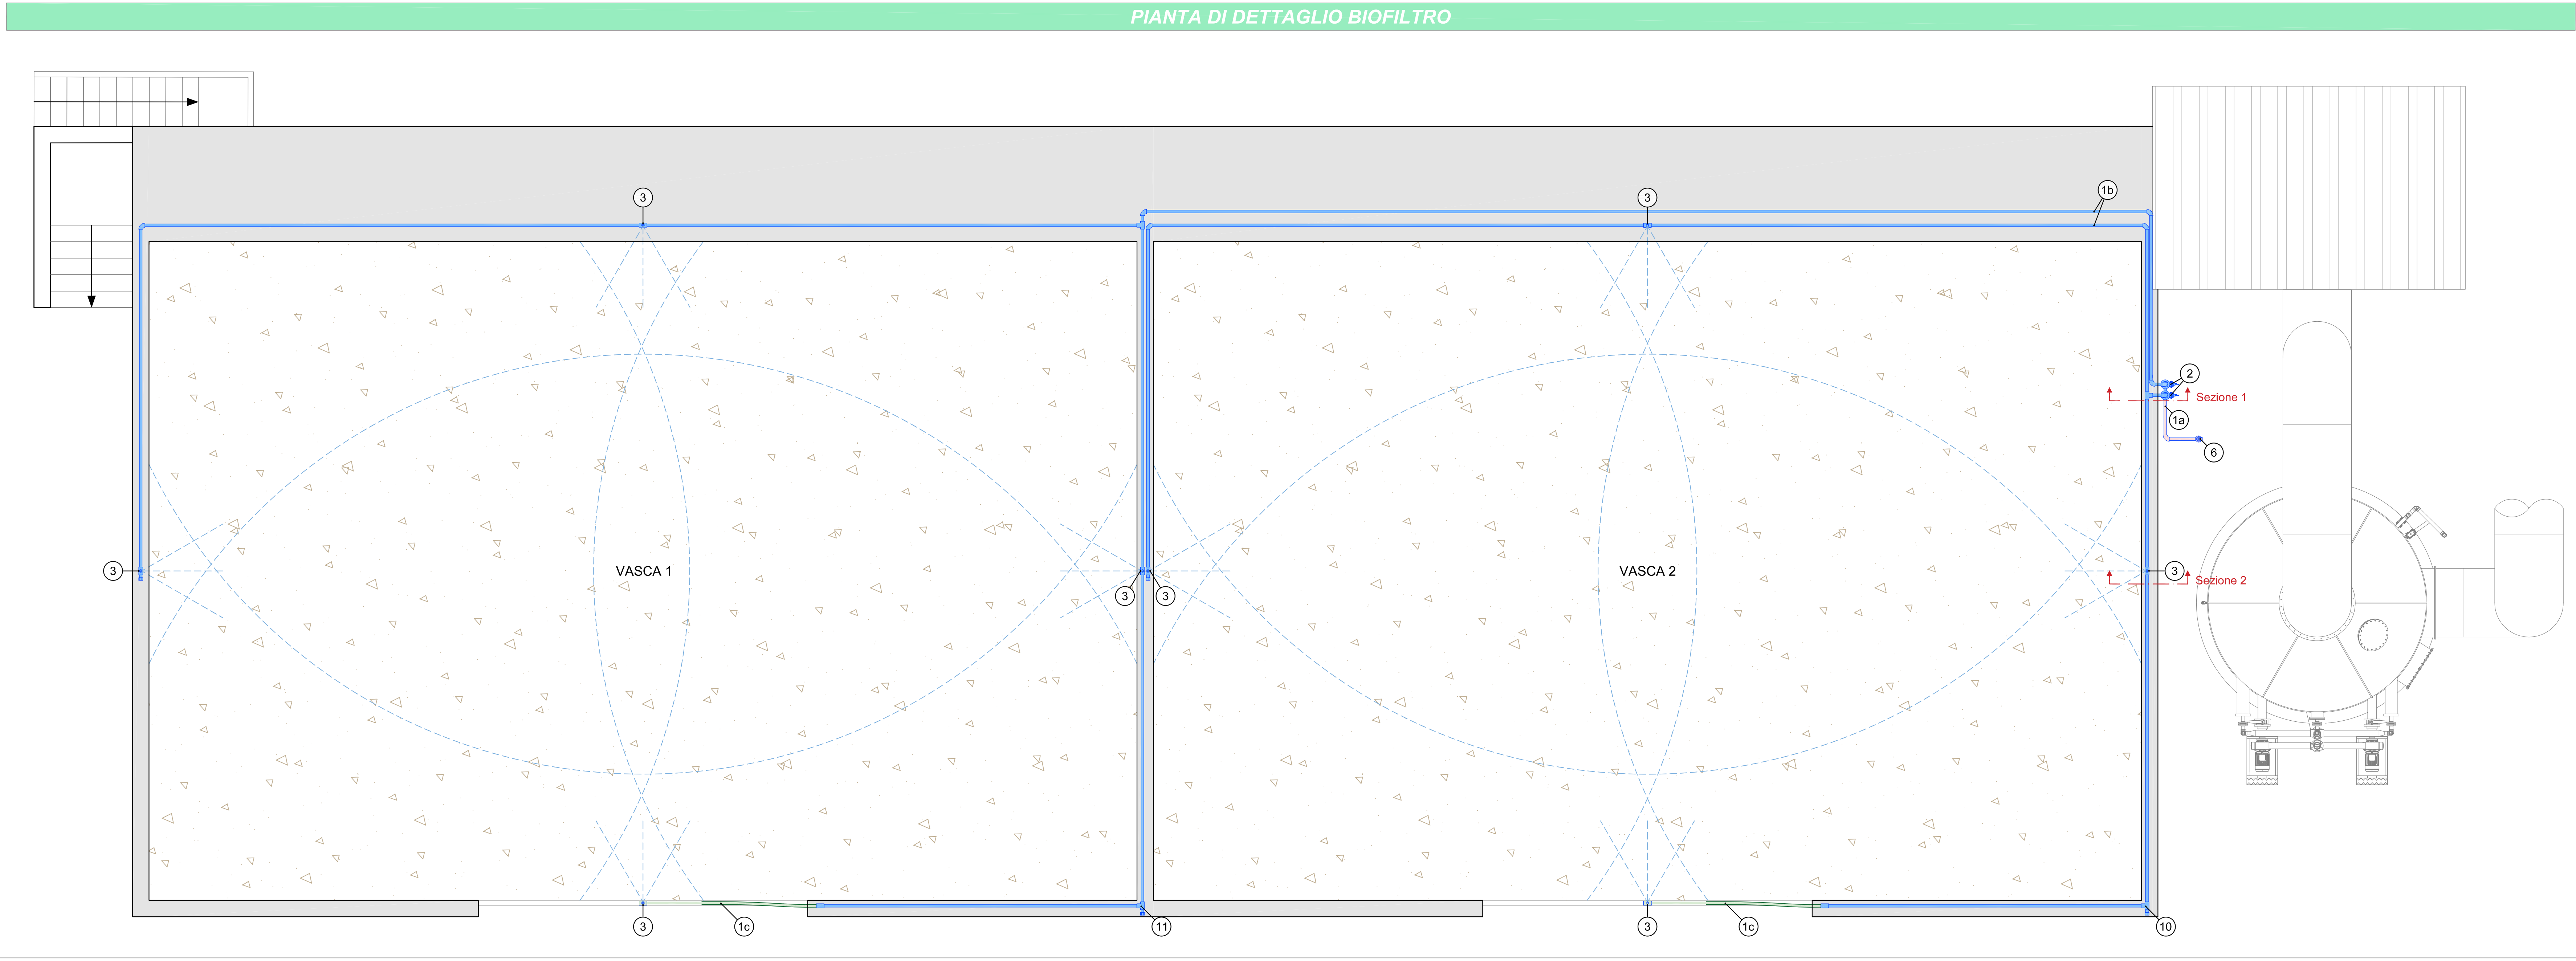 PIANTA DI DETTAGLIO BIOFILTRO
1b
3
3
2
Sezione 1
1a
6
3
VASCA 1
VASCA 2
3
Sezione 2
3
3
3
1c
11
3
1c
10